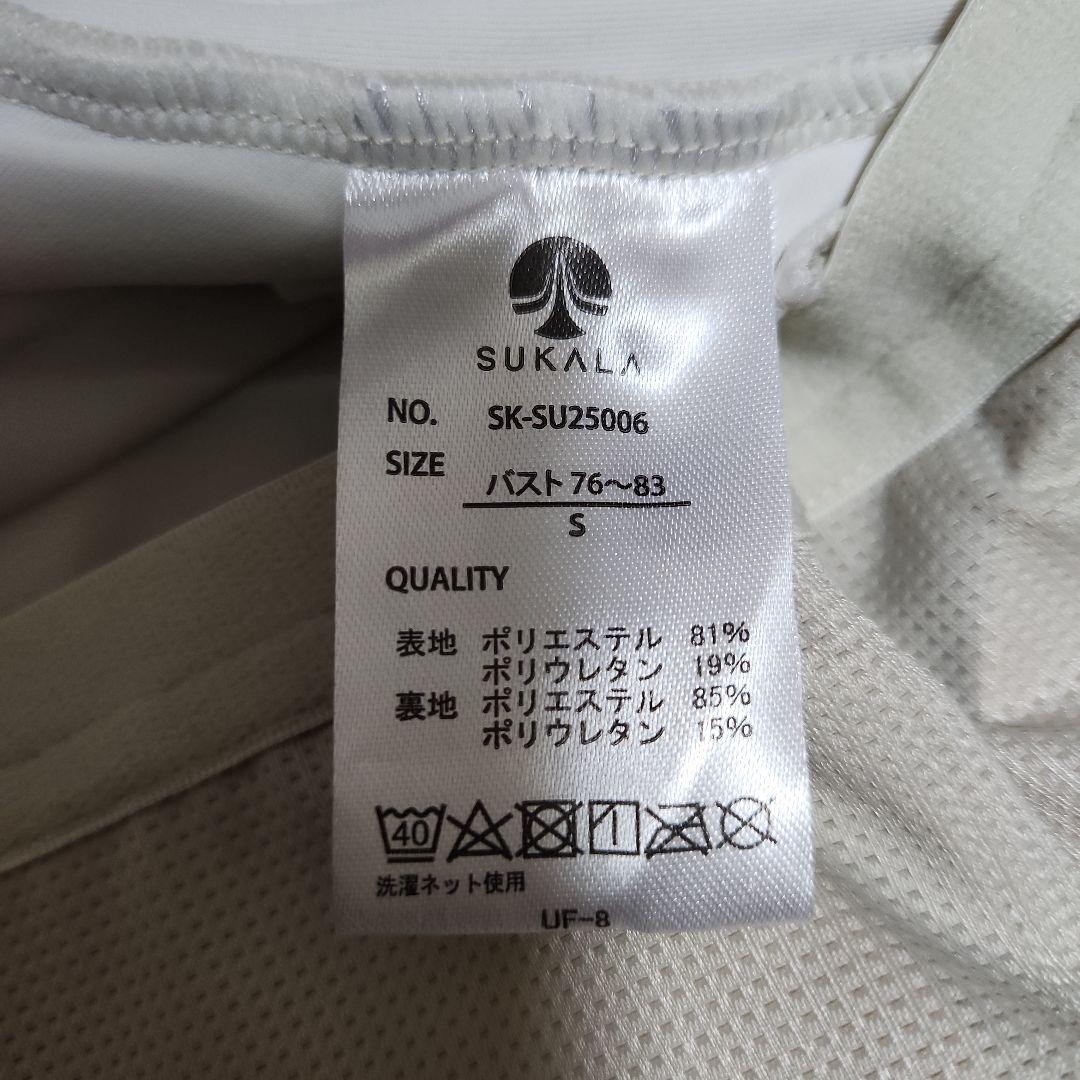 SUKALA
NO. SK-SU25006
SIZE バスト 76～83
S
QUALITY
表地 ポリエステル 81%
ポリウレタン 19%
裏地 ポリエステル 85%
ポリウレタン 15%
40
洗濯ネット使用
UF-8